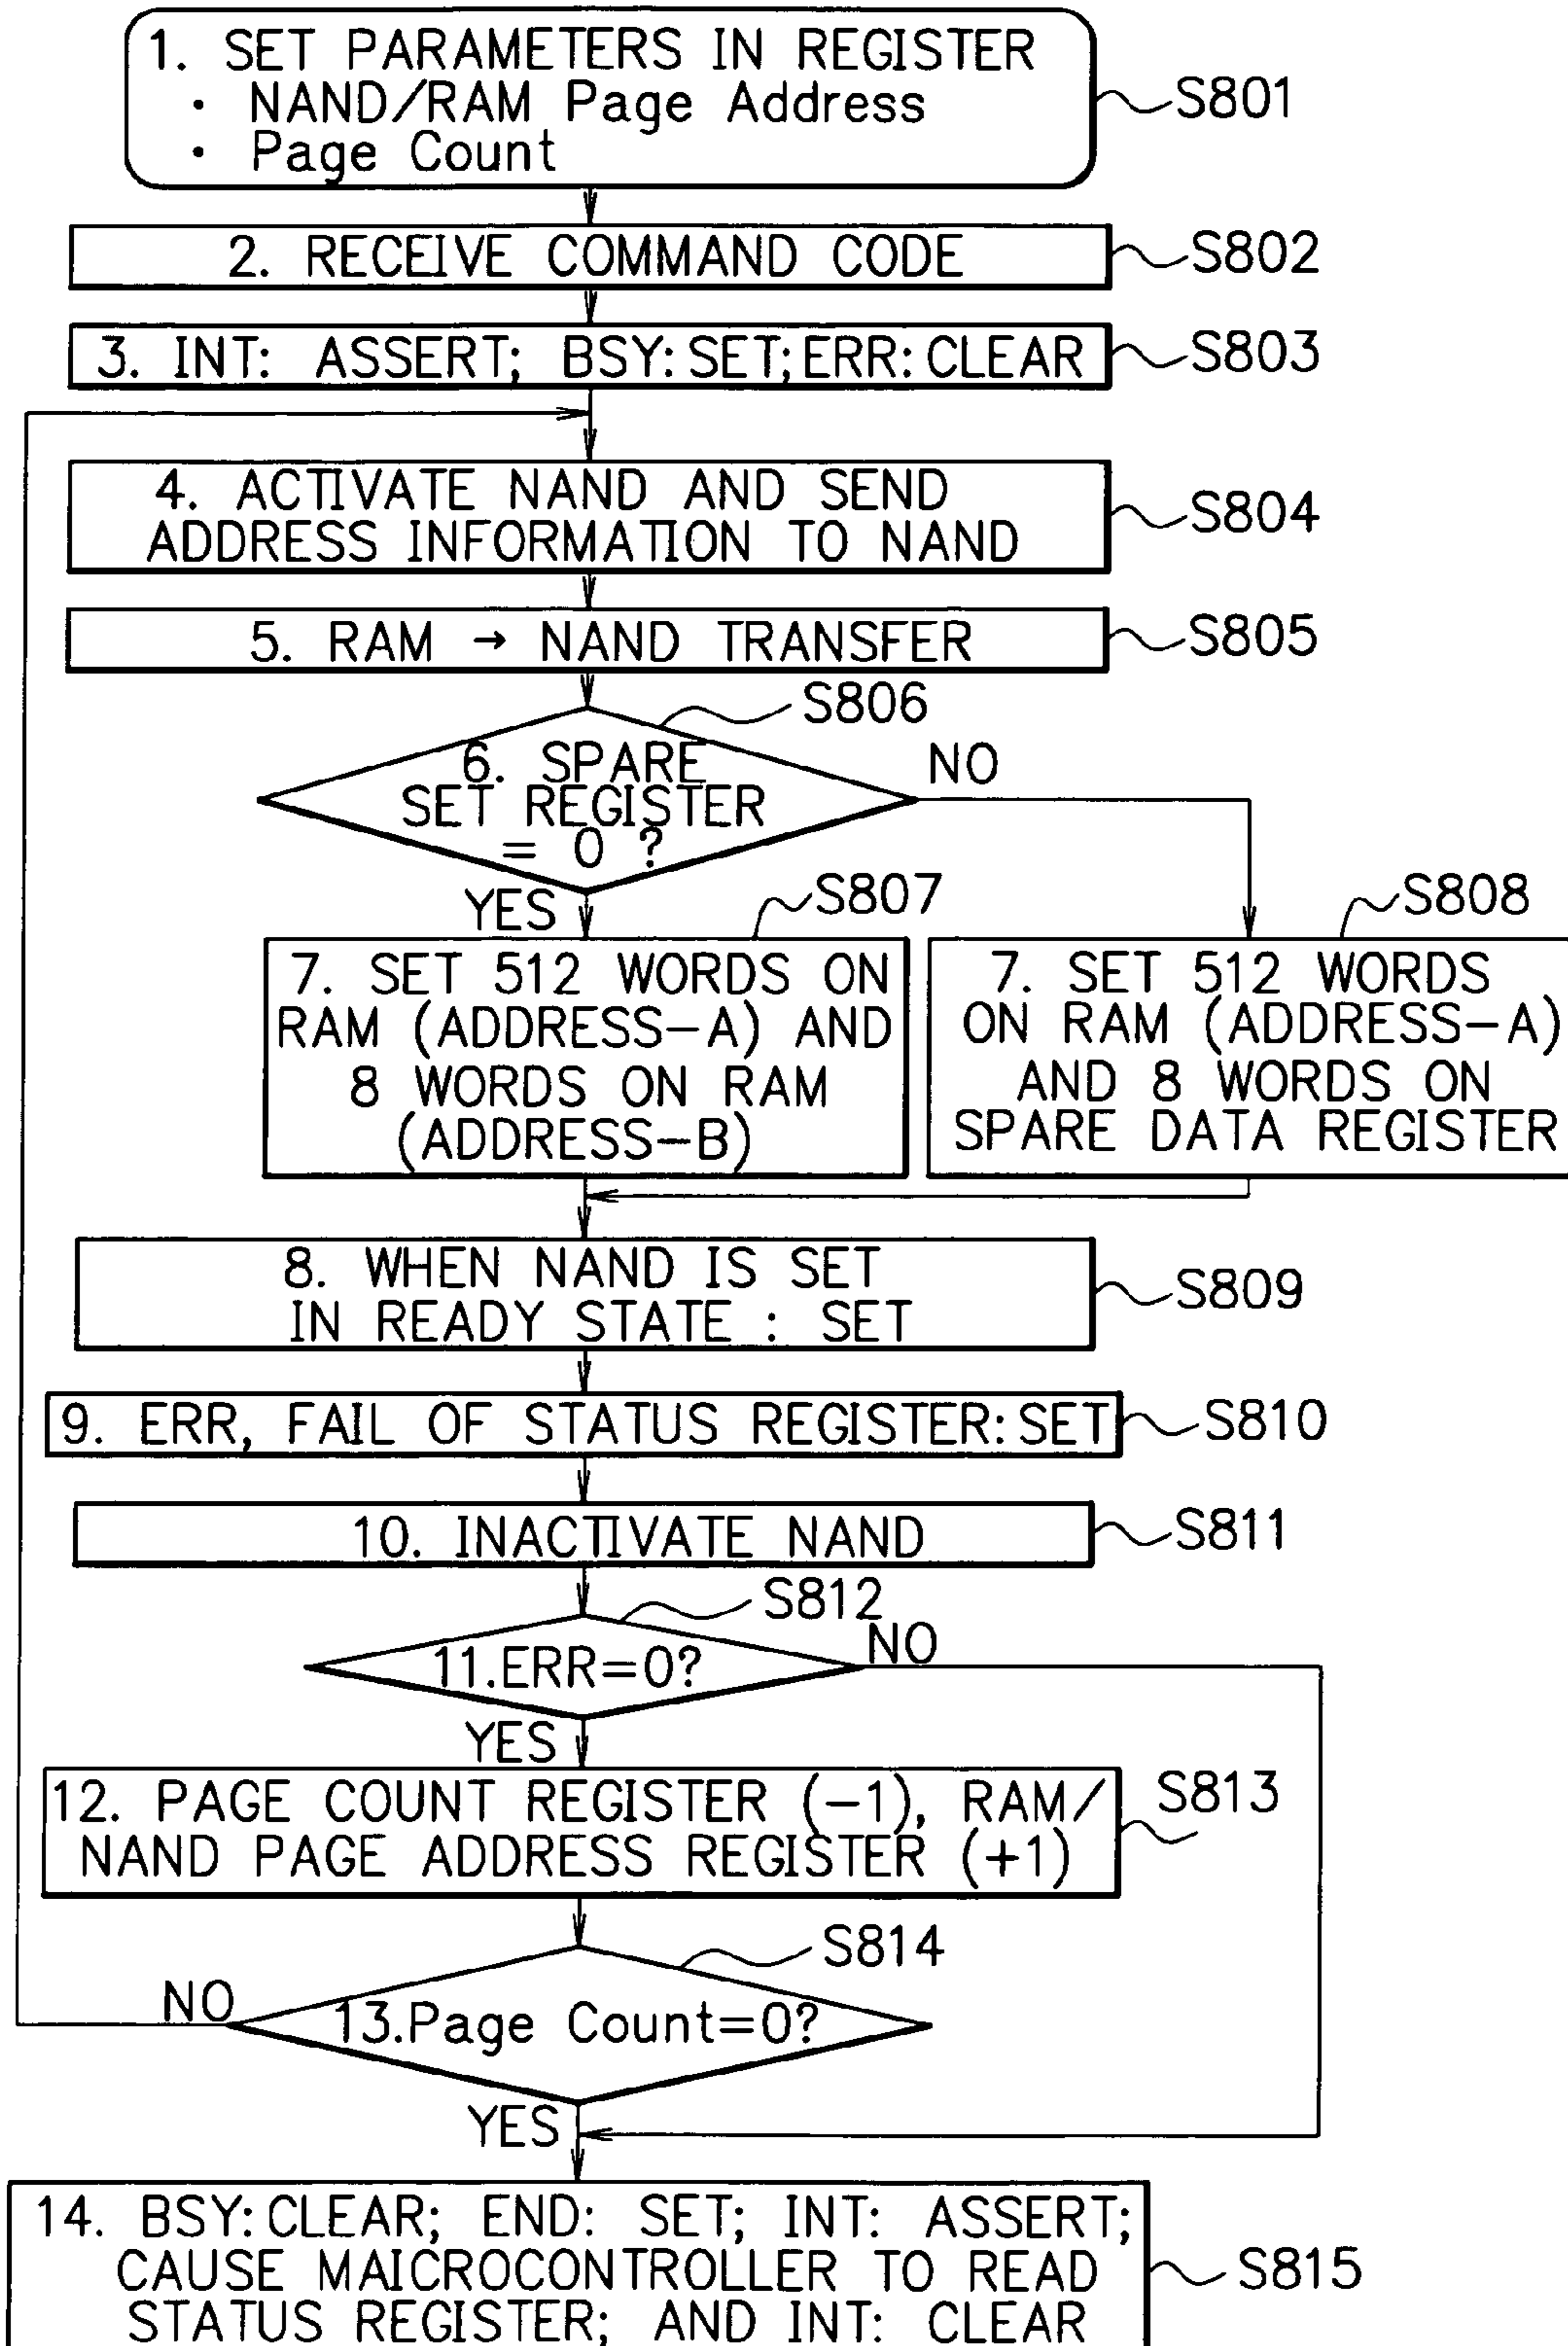 1. SET PARAMETERS IN REGISTER
· NAND/RAM Page Address
· Page Count
S801
2. RECEIVE COMMAND CODE
S802
3. INT: ASSERT; BSY:SET;ERR:CLEAR
S803
4. ACTIVATE NAND AND SEND
ADDRESS INFORMATION TO NAND
S804
5. RAM → NAND TRANSFER
S805
S806
6. SPARE
SET REGISTER
= 0 ?
NO
YES
S807
7. SET 512 WORDS ON
RAM (ADDRESS-A) AND
8 WORDS ON RAM
(ADDRESS-B)
S808
7. SET 512 WORDS
ON RAM (ADDRESS-A)
AND 8 WORDS ON
SPARE DATA REGISTER
8. WHEN NAND IS SET
IN READY STATE : SET
S809
9. ERR, FAIL OF STATUS REGISTER:SET
S810
10. INACTIVATE NAND
S811
S812
11.ERR=0?
NO
YES
12. PAGE COUNT REGISTER (-1), RAM/
NAND PAGE ADDRESS REGISTER (+1)
S813
S814
NO
13.Page Count=0?
YES
14. BSY:CLEAR; END: SET; INT: ASSERT;
CAUSE MAICROCONTROLLER TO READ
STATUS REGISTER; AND INT: CLEAR
S815